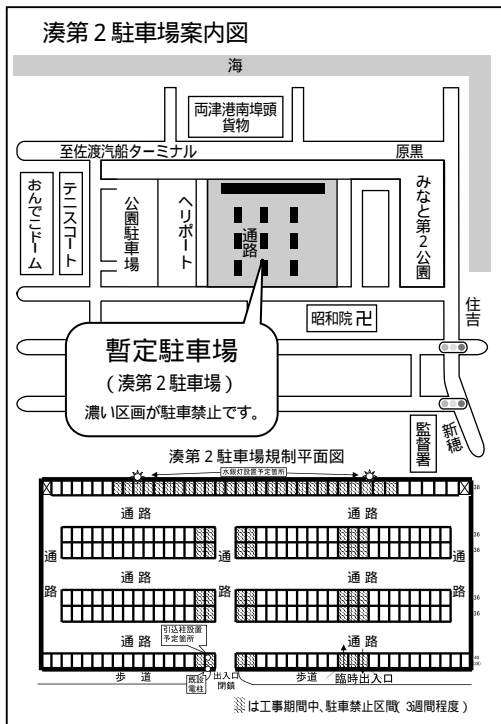 湊第2駐車場案内図
海
両津港南埠頭
貨物
至佐渡汽船ターミナル
原黒
おんでこドーム
テニスコート
公園駐車場
ヘリポート
通路
みなと第2公園
住吉
昭和院卍
暫定駐車場
(湊第2駐車場)
濃い区画が駐車禁止です。
監督署
新穂
湊第2駐車場規制平面図
水銀灯設置予定箇所
38
通路
通路
36
36
通路
通路
通路
通路
通路
36
36
引込柱設置
予定箇所
通路
通路
歩道
既設
電柱
出入口
閉鎖
歩道
臨時出入口
は工事期間中、駐車禁止区間(3週間程度)